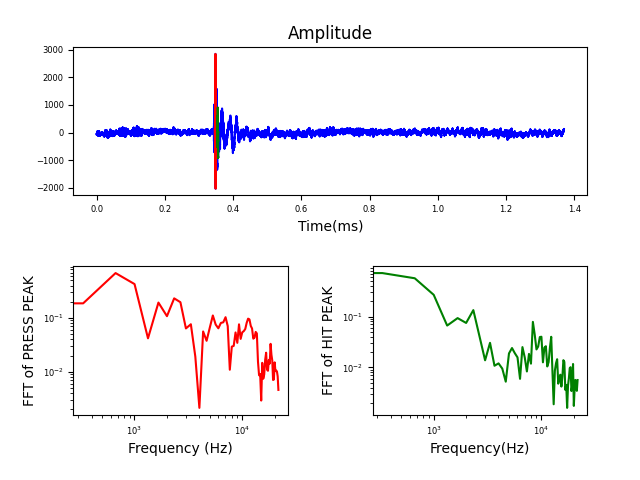 Amplitude
3000
2000
1000
0
−1000
−2000
0.0 0.2 0.4 0.6 0.8 1.0 1.2 1.4
Time(ms)
FFT of PRESS PEAK
10⁻¹
10⁻²
10³ 10⁴
Frequency (Hz)
FFT of HIT PEAK
10⁻¹
10⁻²
10³ 10⁴
Frequency(Hz)